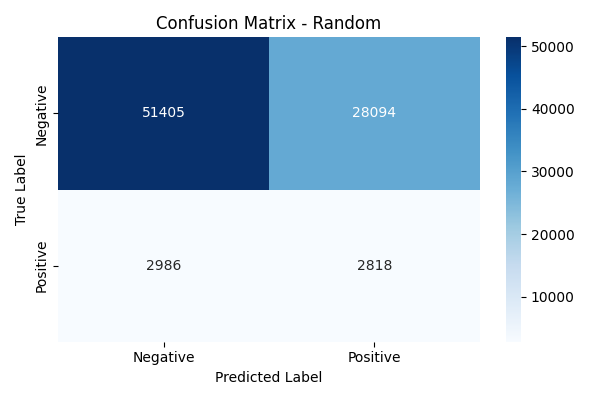 Confusion Matrix - Random
True Label
Negative
51405
28094
Positive
2986
2818
Negative
Positive
Predicted Label
50000
40000
30000
20000
10000